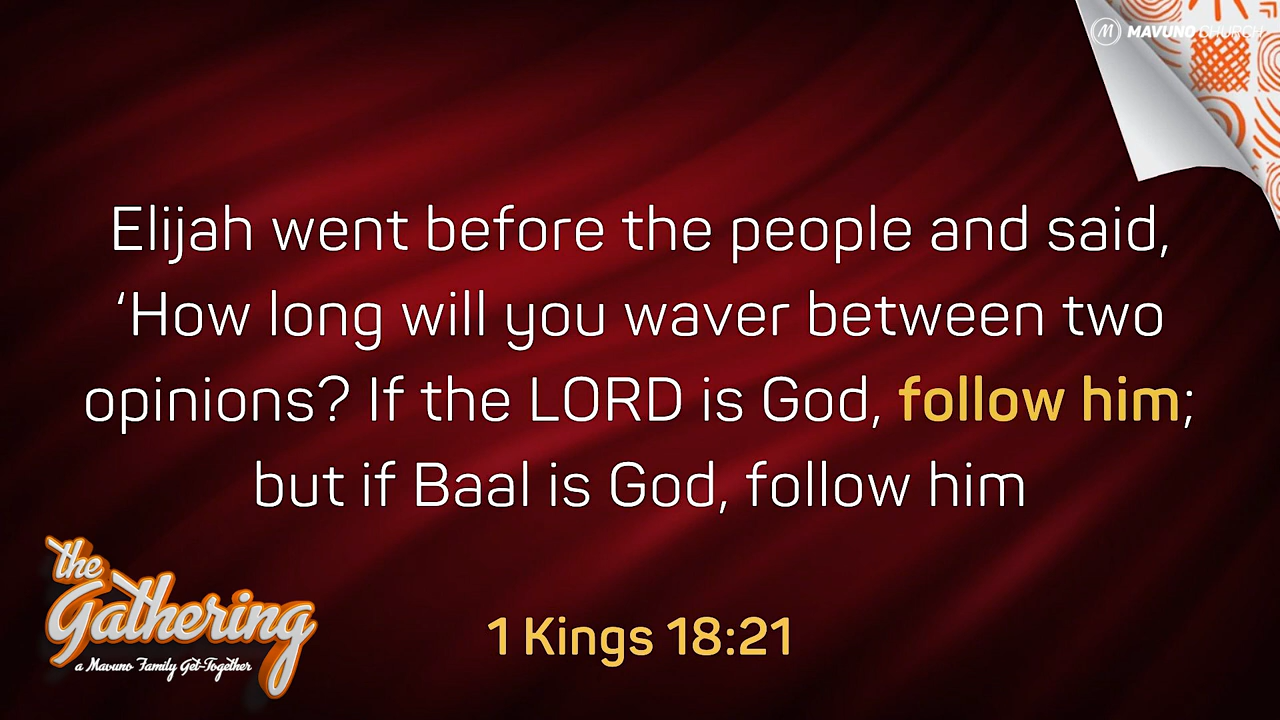 MAVUNO CHURCH
Elijah went before the people and said,
‘How long will you waver between two
opinions? If the LORD is God, follow him;
but if Baal is God, follow him
the
Gathering
a Mavuno Family Get-Together
1 Kings 18:21